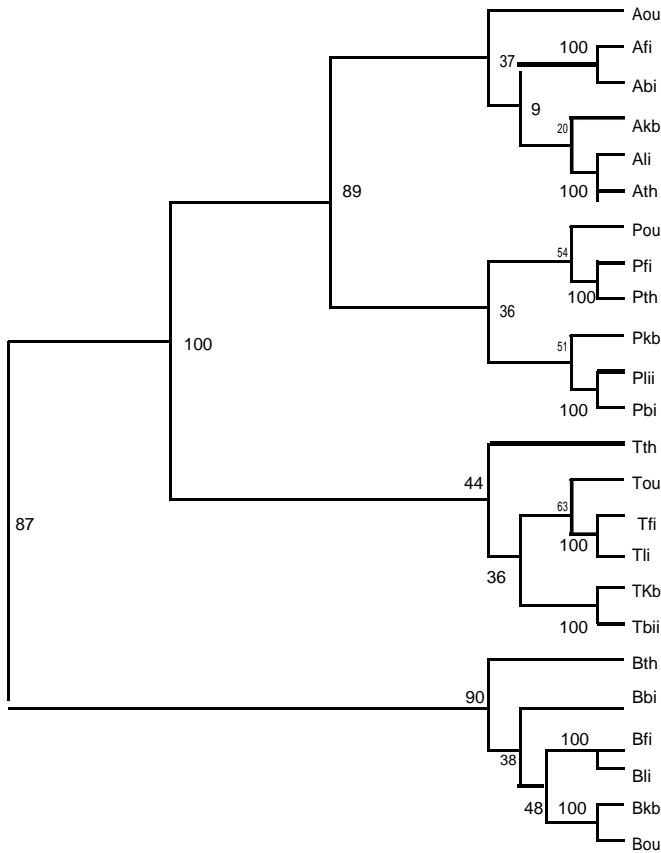 Aou
100 Afi
37
Abi
9
Akb
20
Ali
100 Ath
89
Pou
54
Pfi
100 Pth
36
Pkb
51
100
Plii
100 Pbi
Tth
44
Tou
63
87
Tfi
100
Tli
36
TKb
100 Tbii
Bth
90
Bbi
100 Bfi
38
Bli
48 100 Bkb
Bou